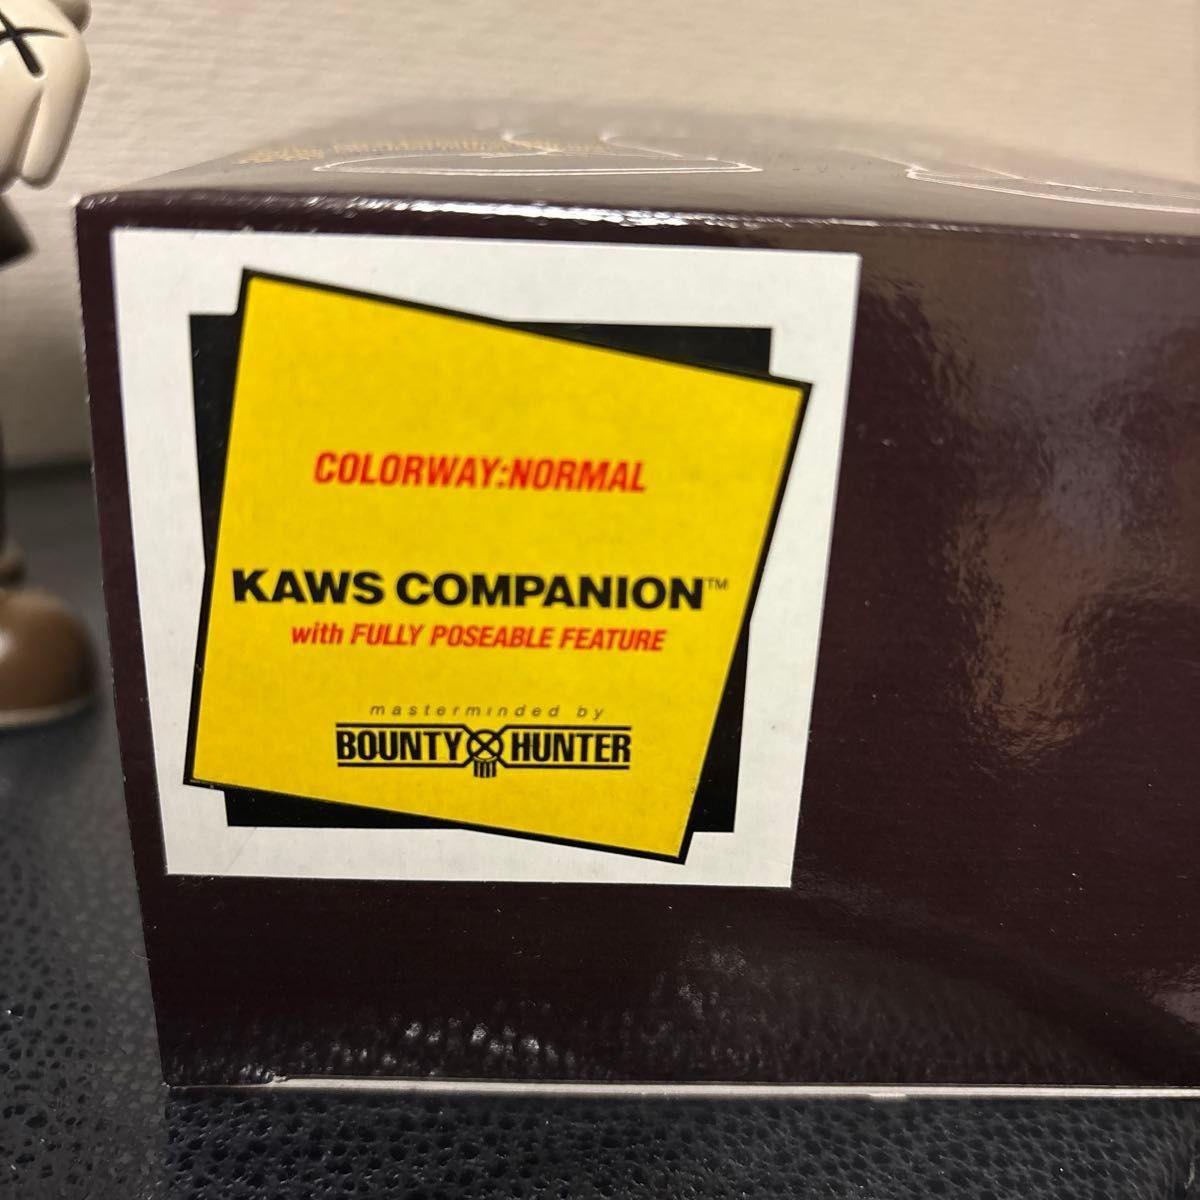 COLORWAY:NORMAL
KAWS COMPANION™
with FULLY POSEABLE FEATURE
masterminded by
BOUNTY HUNTER